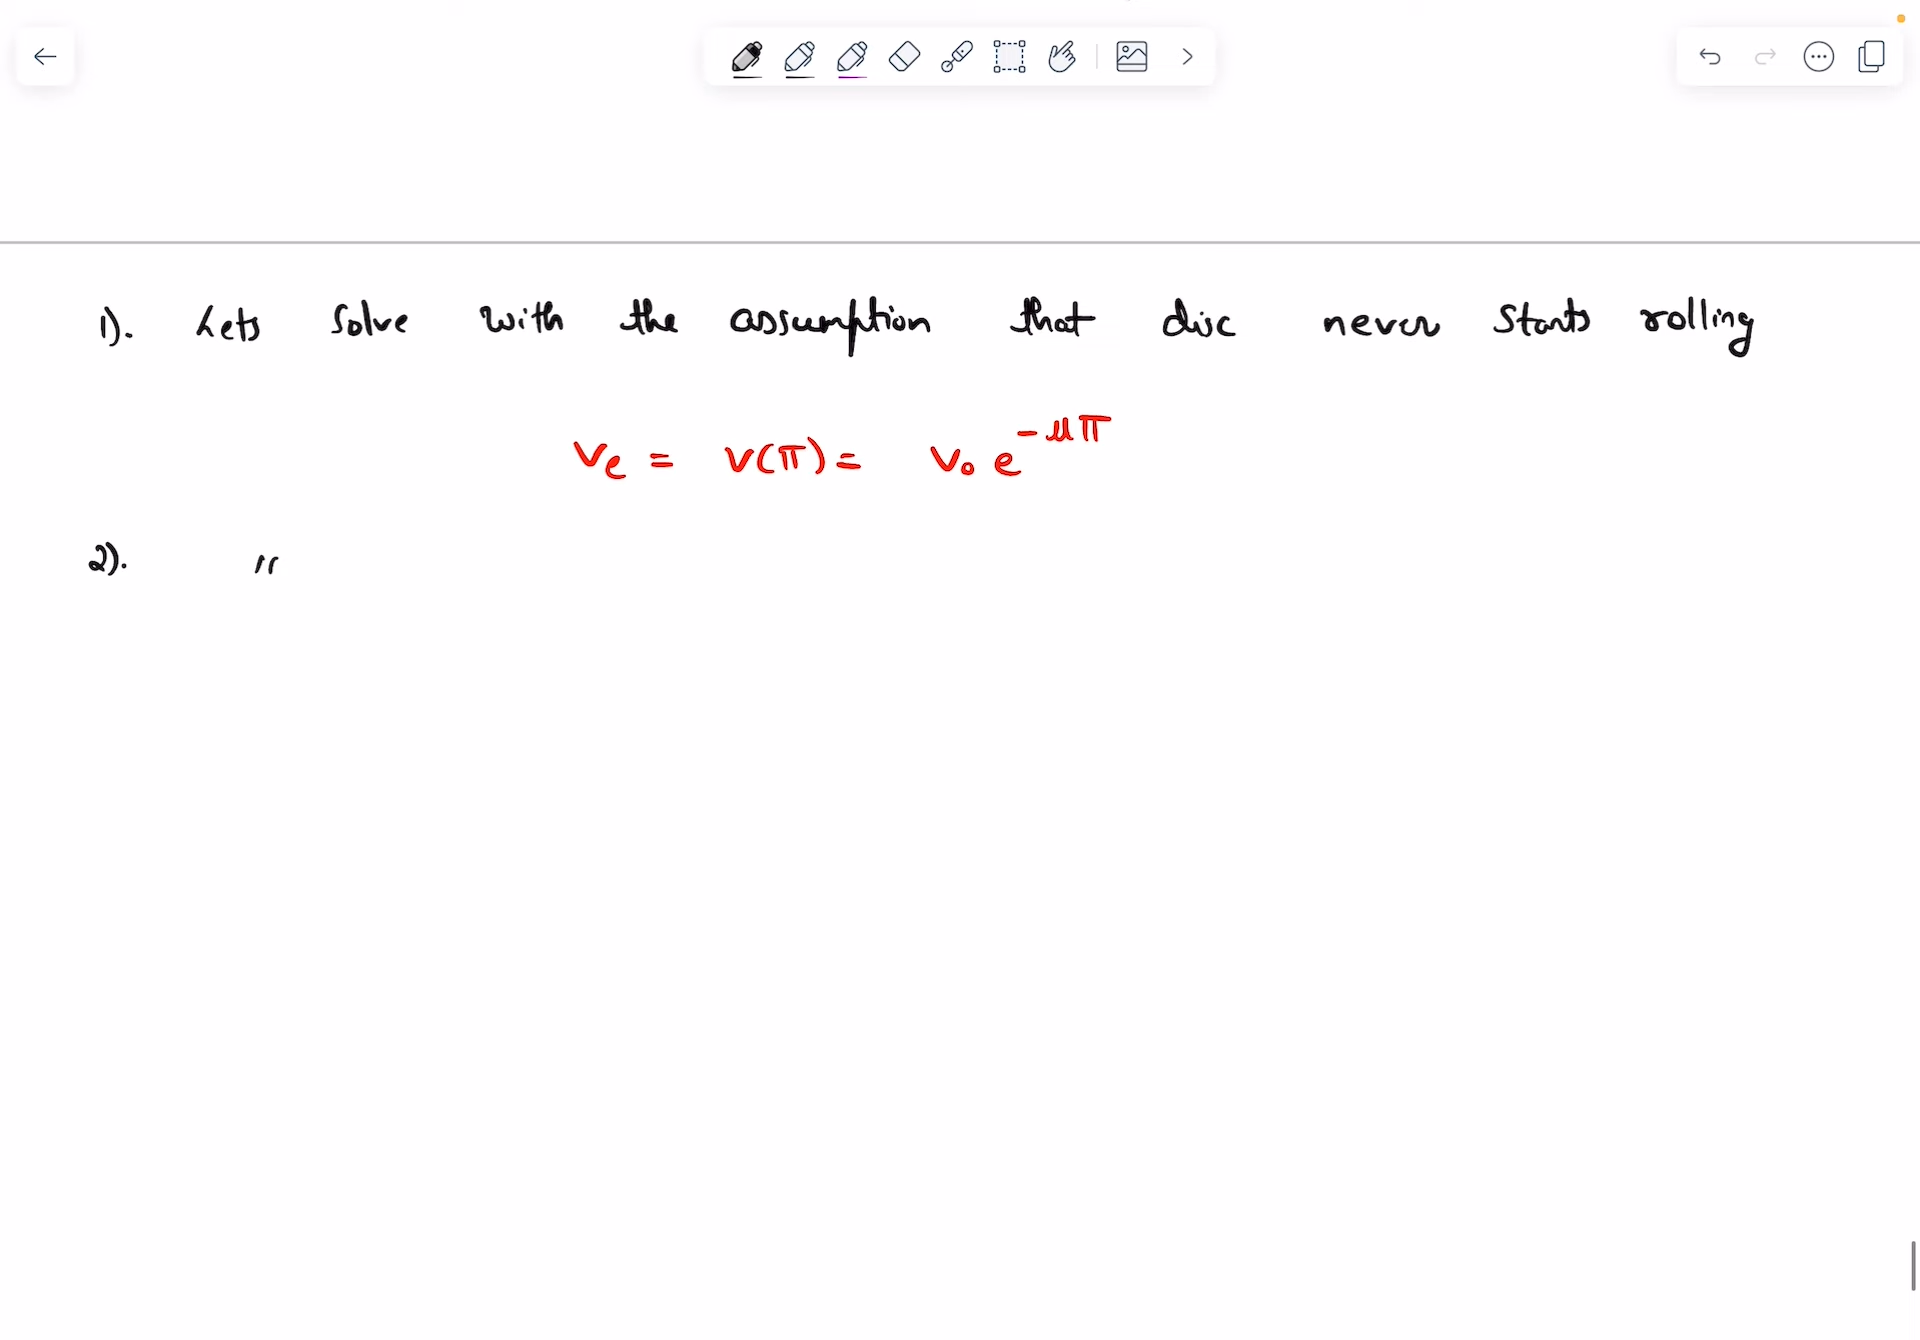 1). Lets solve with the assumption that disc never starts rolling
Ve = V(π) = V₀ e^-μπ
2). "